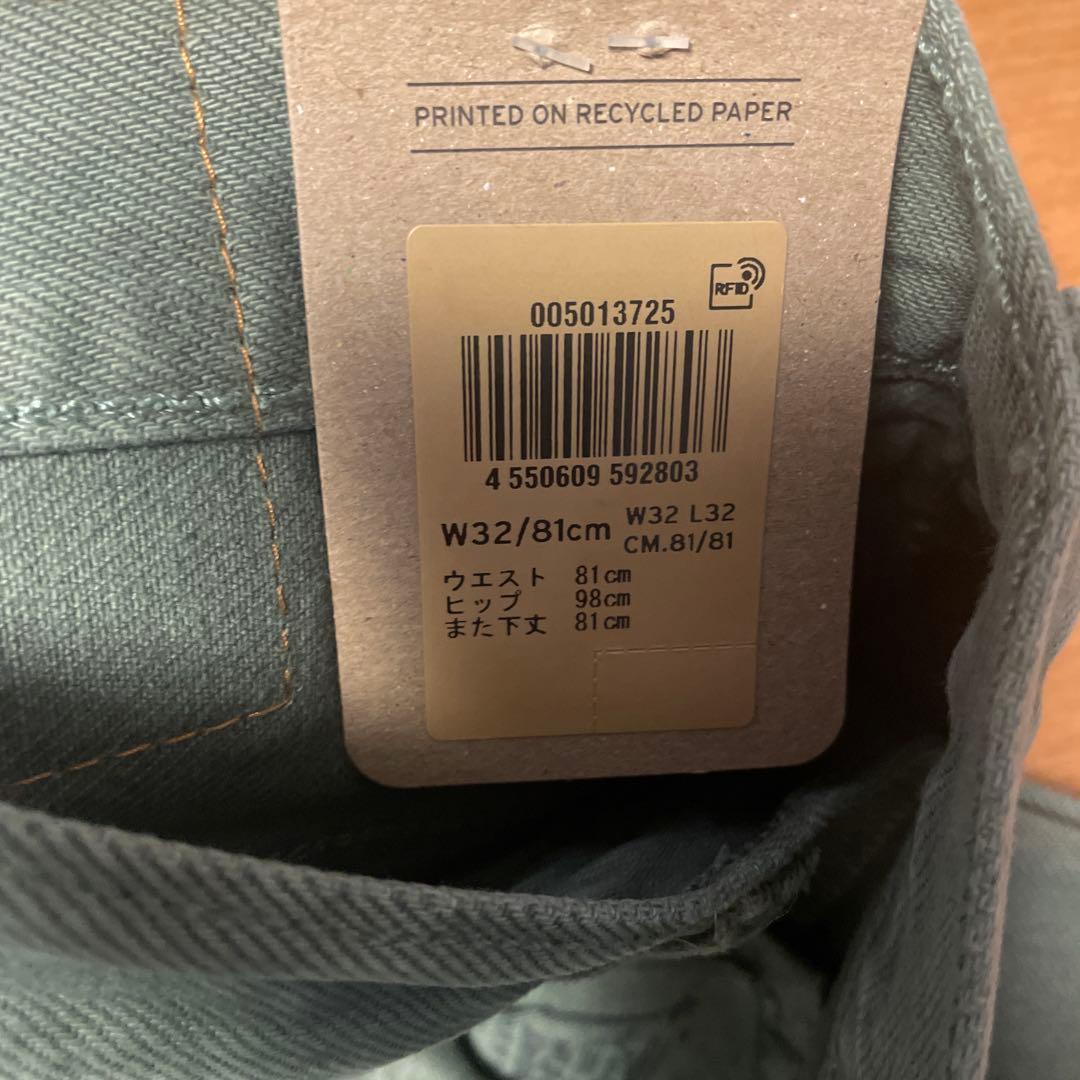 PRINTED ON RECYCLED PAPER
RFID
005013725
4 550609 592803
W32/81cm
W32 L32
CM.81/81
ウエスト 81cm
ヒップ 98cm
また下丈 81cm